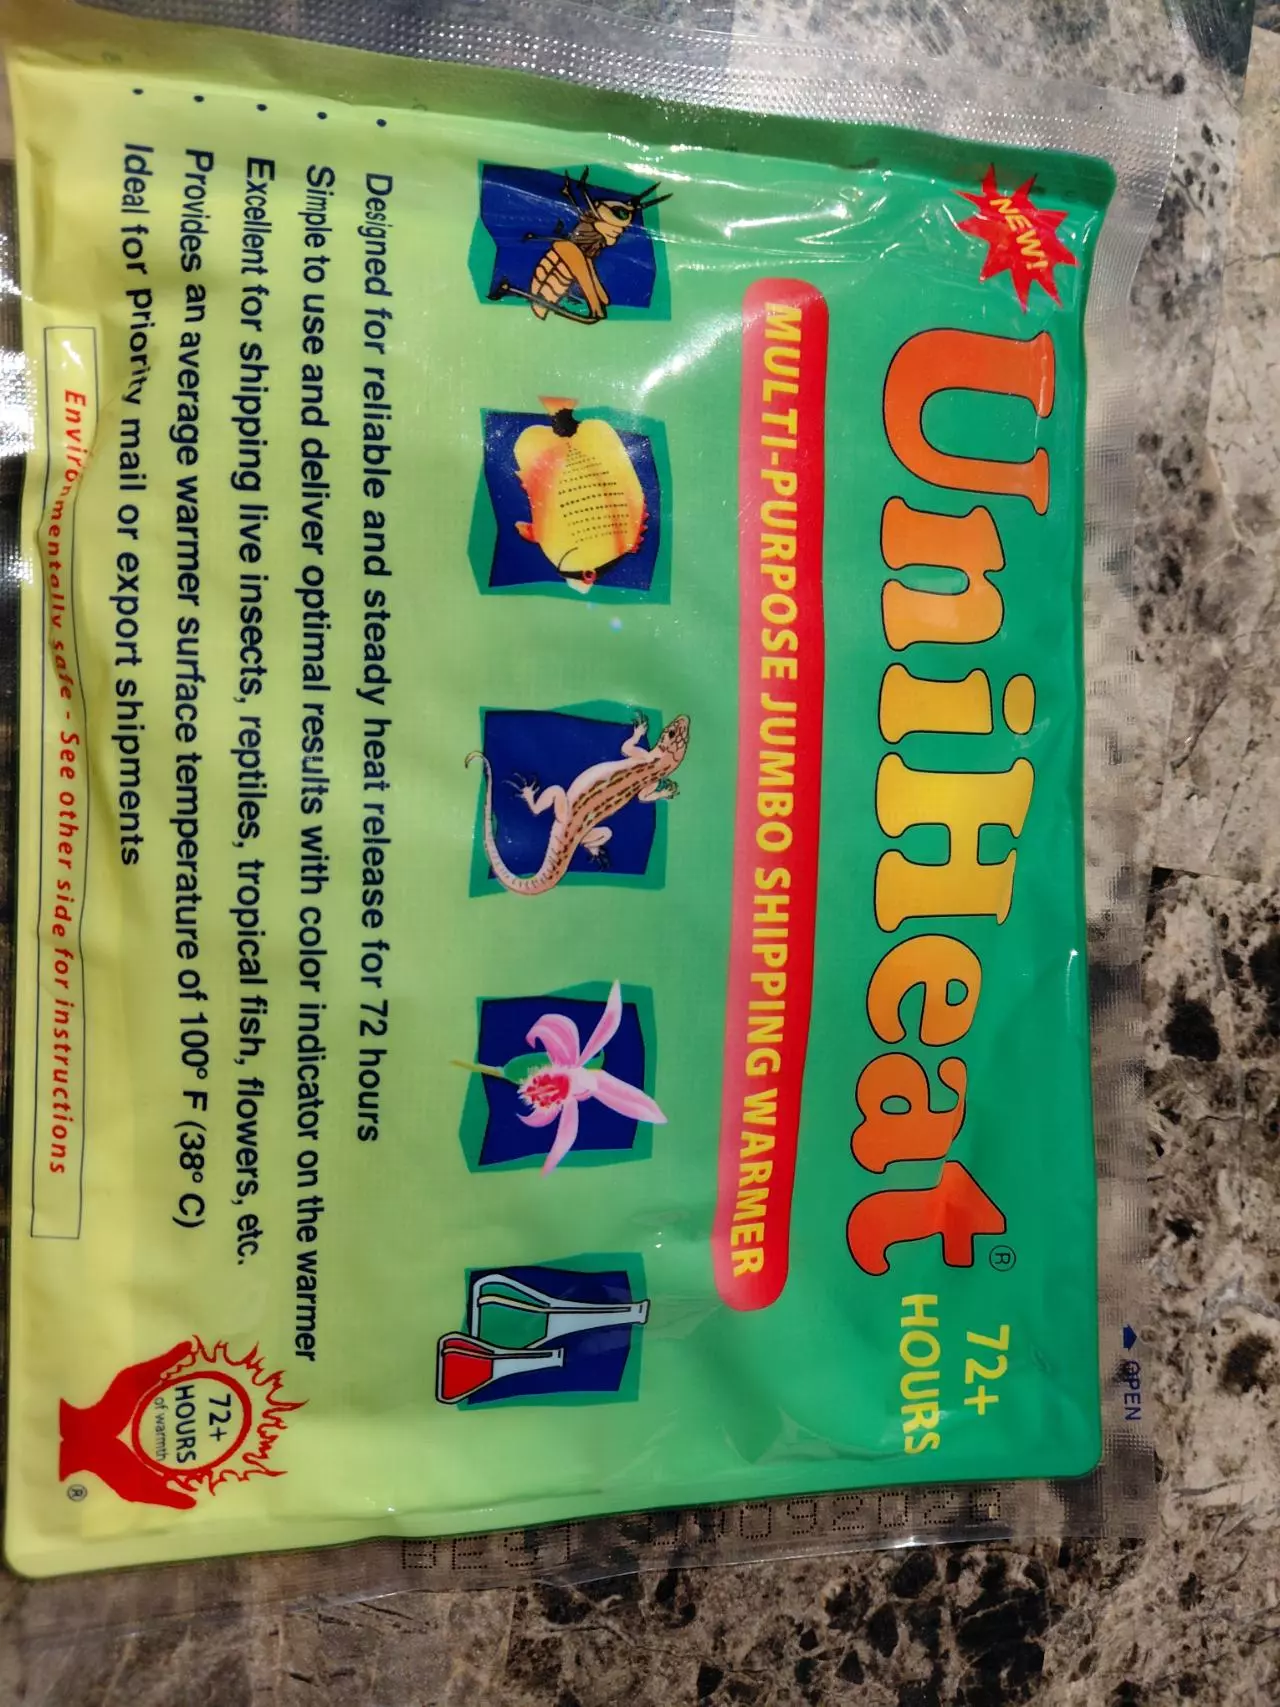 NEW!
UniHeat®
72+
HOURS
MULTI-PURPOSE JUMBO SHIPPING WARMER
• Designed for reliable and steady heat release for 72 hours
• Simple to use and deliver optimal results with color indicator on the warmer
• Excellent for shipping live insects, reptiles, tropical fish, flowers, etc.
• Provides an average warmer surface temperature of 100° F (38° C)
• Ideal for priority mail or export shipments
Environmentally safe - See other side for instructions
72+
HOURS
of warmth
®
OPEN